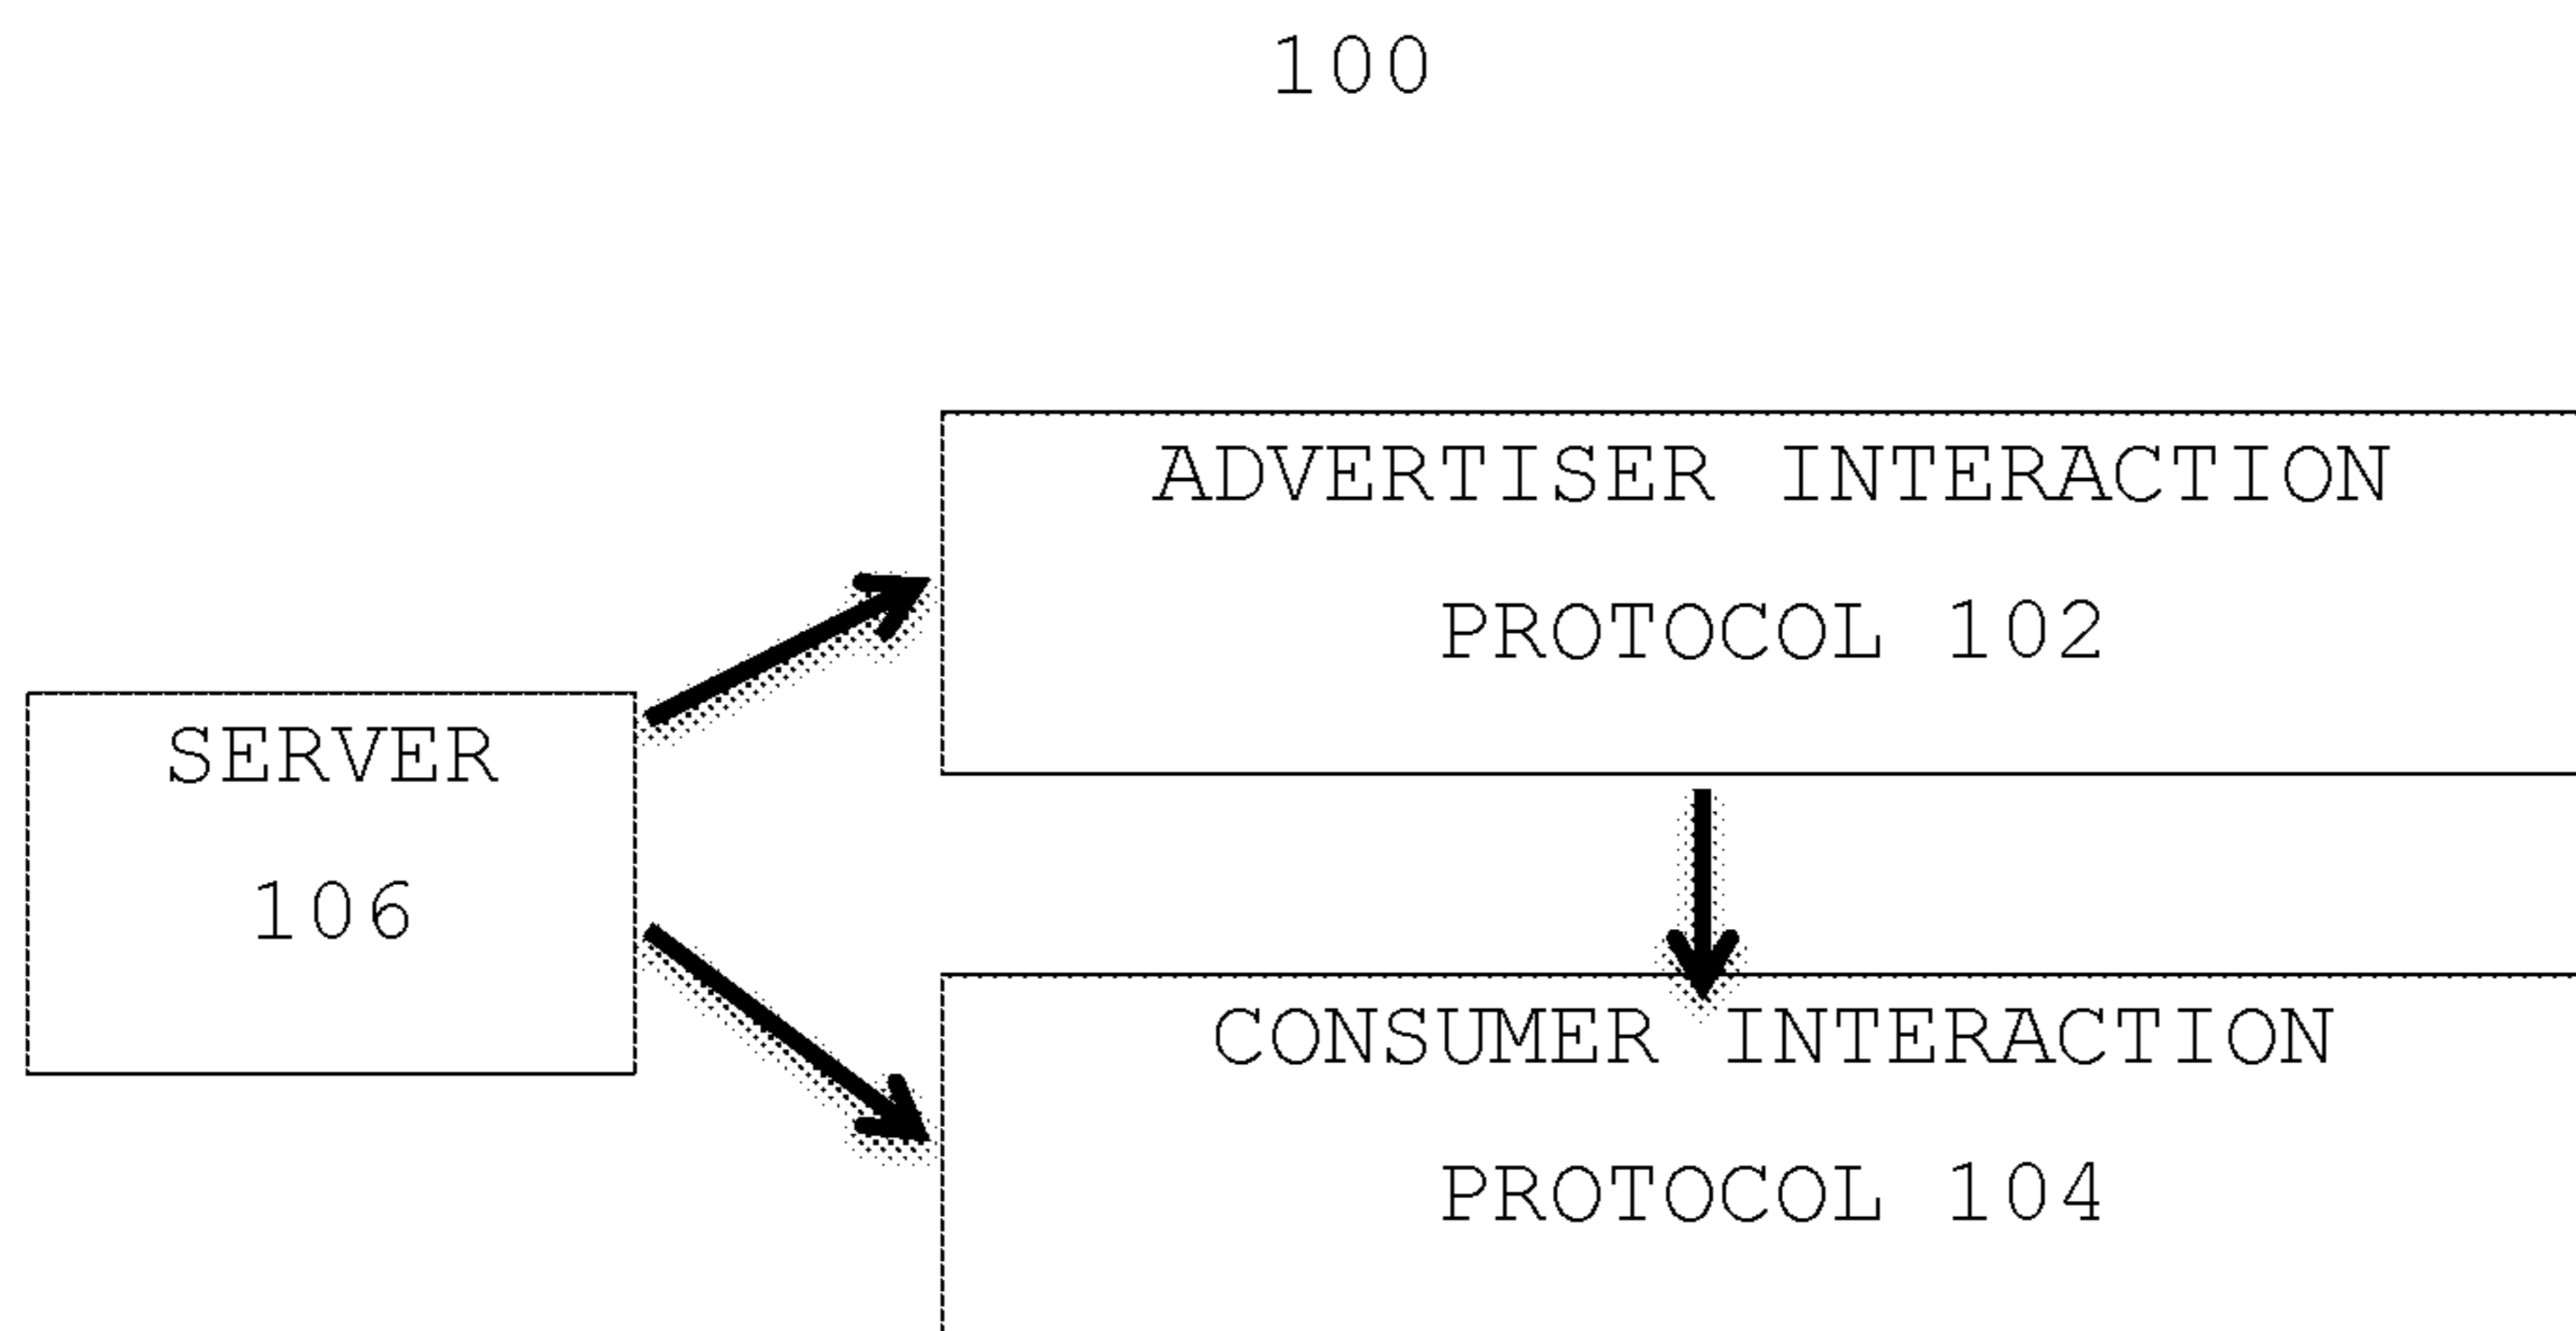 100
ADVERTISER INTERACTION
PROTOCOL 102
SERVER
106
CONSUMER INTERACTION
PROTOCOL 104